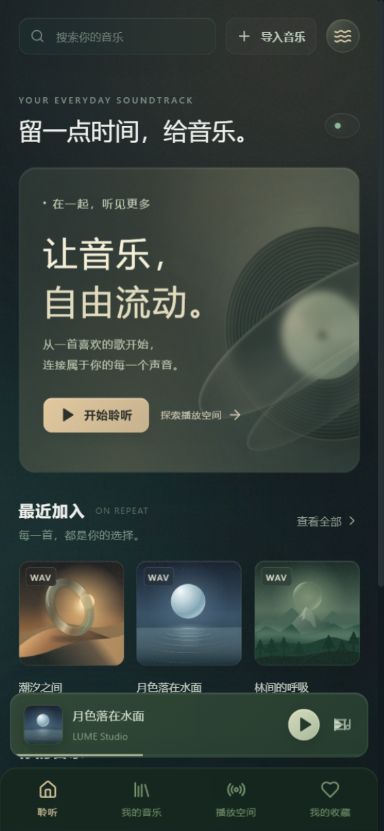 搜索你的音乐
导入音乐
YOUR EVERYDAY SOUNDTRACK
留一点时间，给音乐。
在一起，听见更多
让音乐，
自由流动。
从一首喜欢的歌开始，
连接属于你的每一个声音。
开始聆听
探索播放空间
最近加入 ON REPEAT
查看全部
每一首，都是你的选择。
WAV WAV WAV
潮汐之间 月色落在水面 林间的呼吸
月色落在水面
LUME Studio
聆听 我的音乐 播放空间 我的收藏